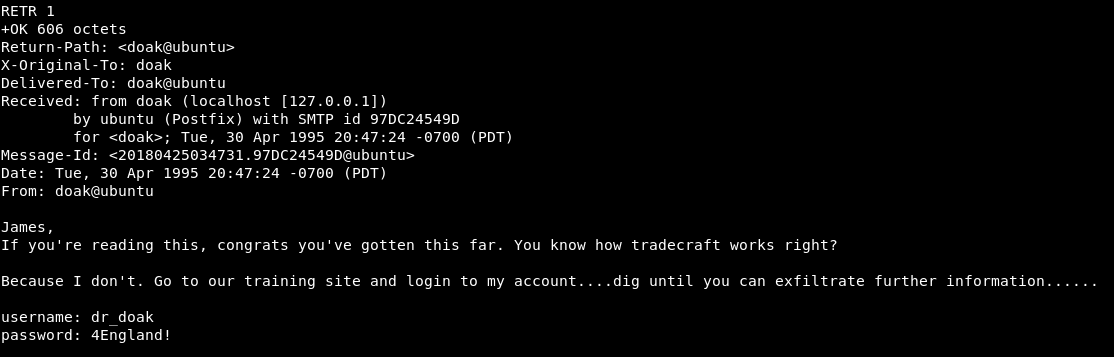 RETR 1
+OK 606 octets
Return-Path: <doak@ubuntu>
X-Original-To: doak
Delivered-To: doak@ubuntu
Received: from doak (localhost [127.0.0.1])
        by ubuntu (Postfix) with SMTP id 97DC24549D
        for <doak>; Tue, 30 Apr 1995 20:47:24 -0700 (PDT)
Message-Id: <20180425034731.97DC24549D@ubuntu>
Date: Tue, 30 Apr 1995 20:47:24 -0700 (PDT)
From: doak@ubuntu

James,
If you're reading this, congrats you've gotten this far. You know how tradecraft works right?

Because I don't. Go to our training site and login to my account....dig until you can exfiltrate further information......

username: dr_doak
password: 4England!